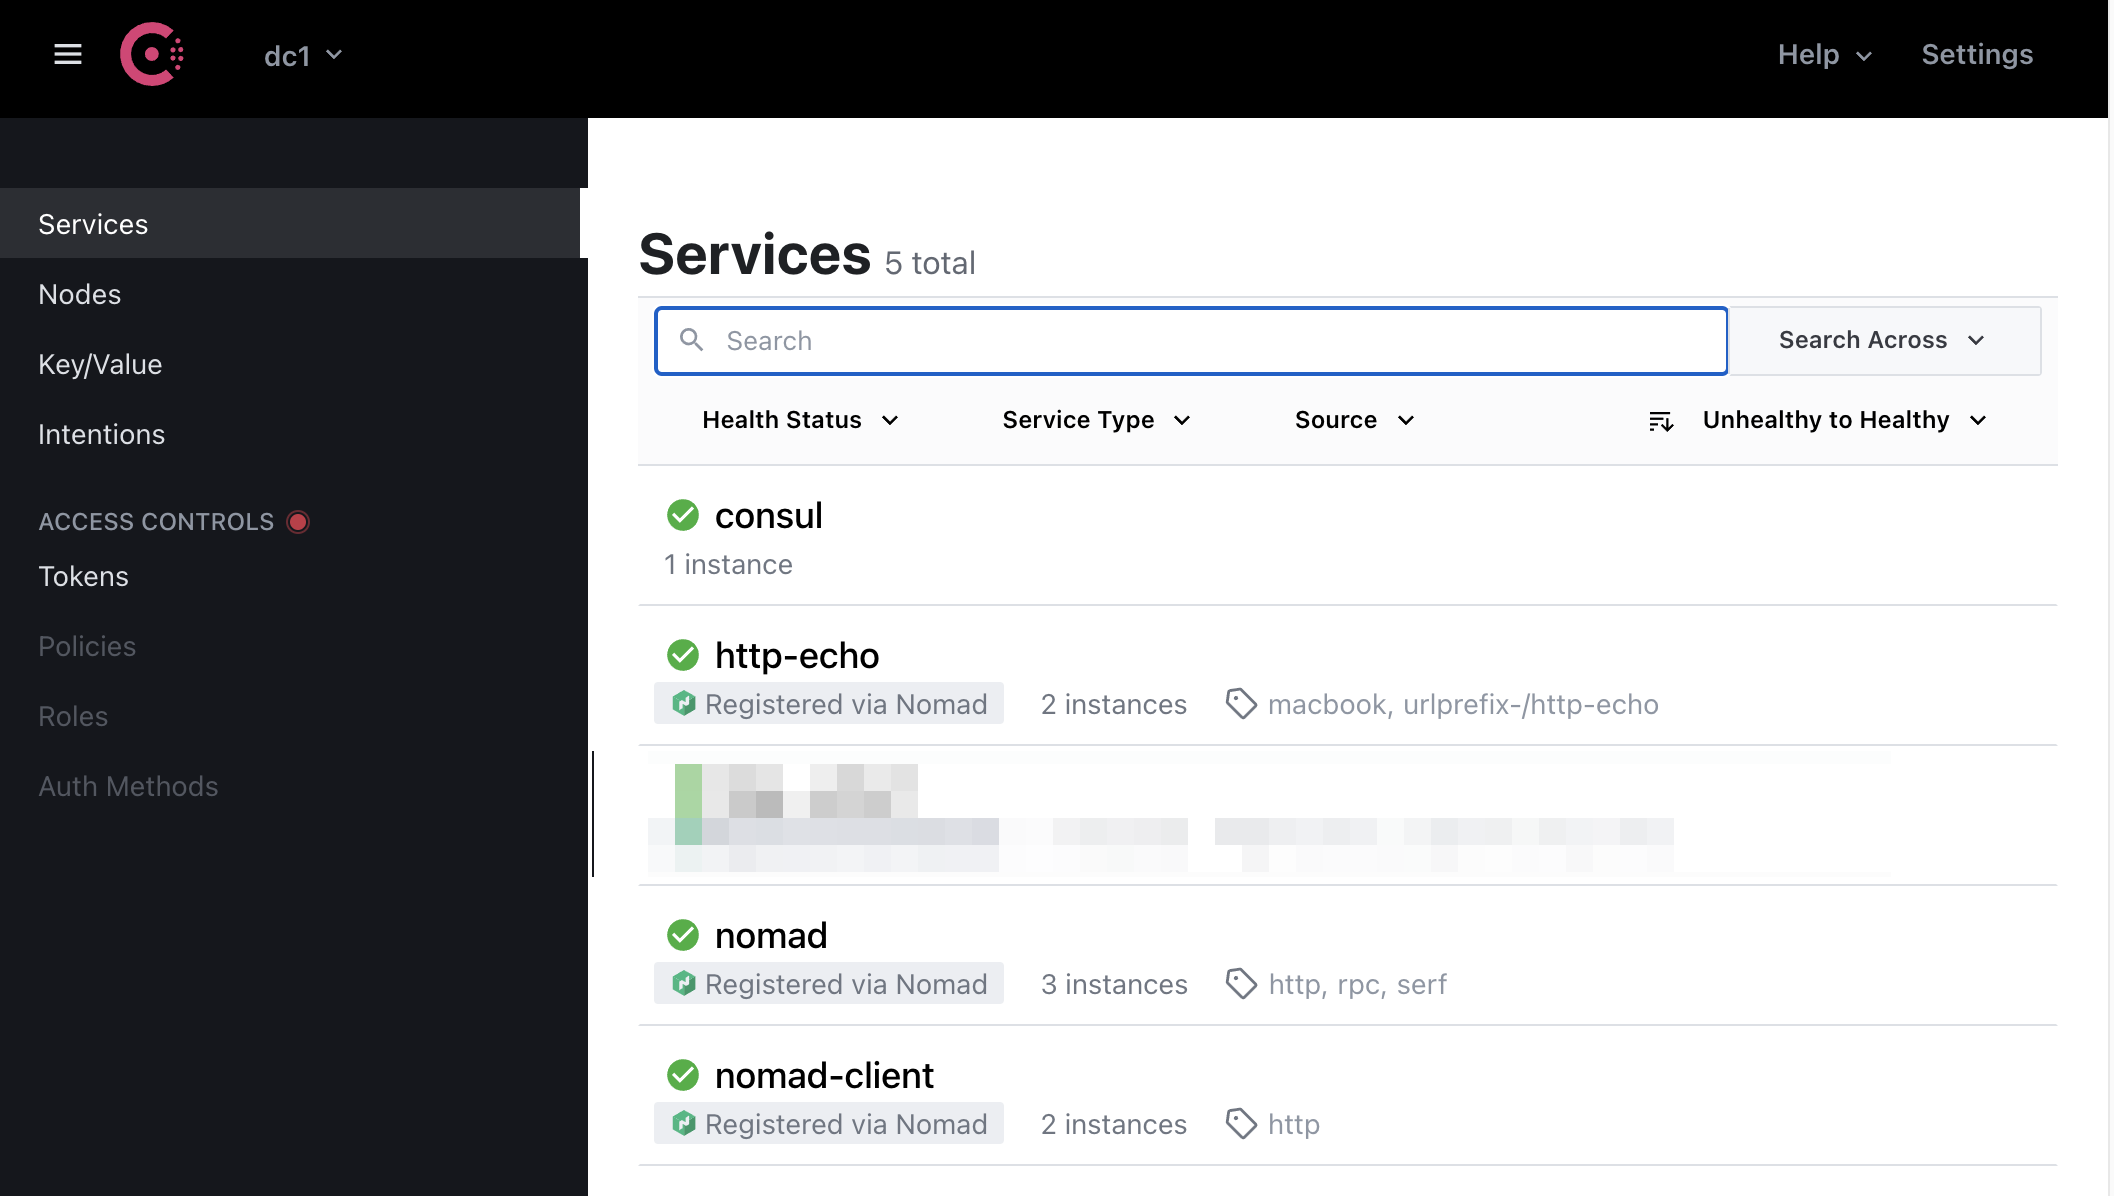 dc1
Help
Settings
Services
Nodes
Key/Value
Intentions
ACCESS CONTROLS
Tokens
Policies
Roles
Auth Methods
Services 5 total
Search
Search Across
Health Status
Service Type
Source
Unhealthy to Healthy
consul
1 instance
http-echo
Registered via Nomad 2 instances macbook, urlprefix-/http-echo
nomad
Registered via Nomad 3 instances http, rpc, serf
nomad-client
Registered via Nomad 2 instances http